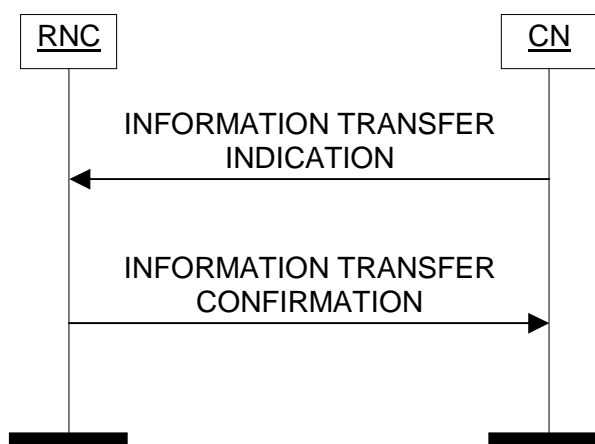 RNC
CN
INFORMATION TRANSFER
INDICATION
INFORMATION TRANSFER
CONFIRMATION